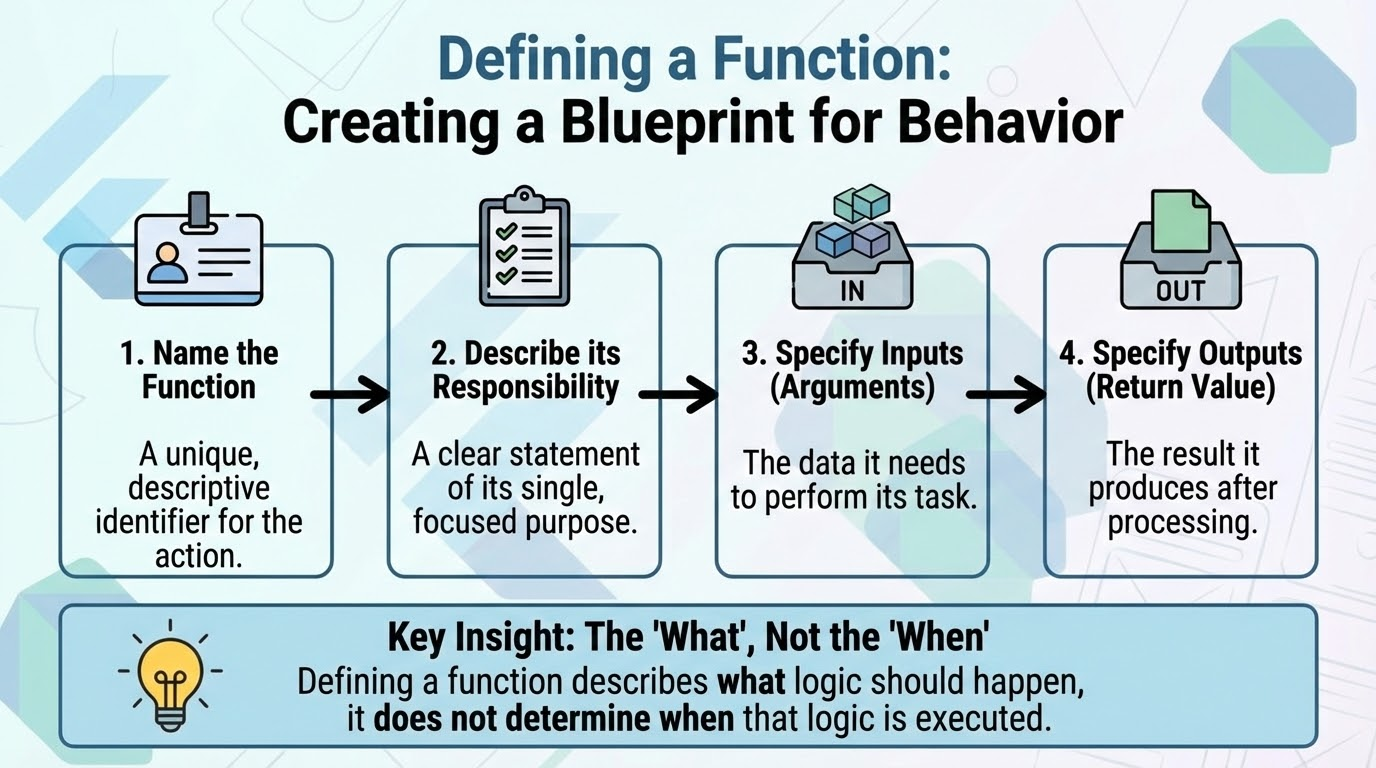 Defining a Function:
Creating a Blueprint for Behavior
1. Name the
Function
A unique,
descriptive
identifier for the
action.
2. Describe its
Responsibility
A clear statement
of its single,
focused purpose.
IN
3. Specify Inputs
(Arguments)
The data it needs
to perform its task.
OUT
4. Specify Outputs
(Return Value)
The result it
produces after
processing.
Key Insight: The 'What', Not the 'When'
Defining a function describes what logic should happen,
it does not determine when that logic is executed.